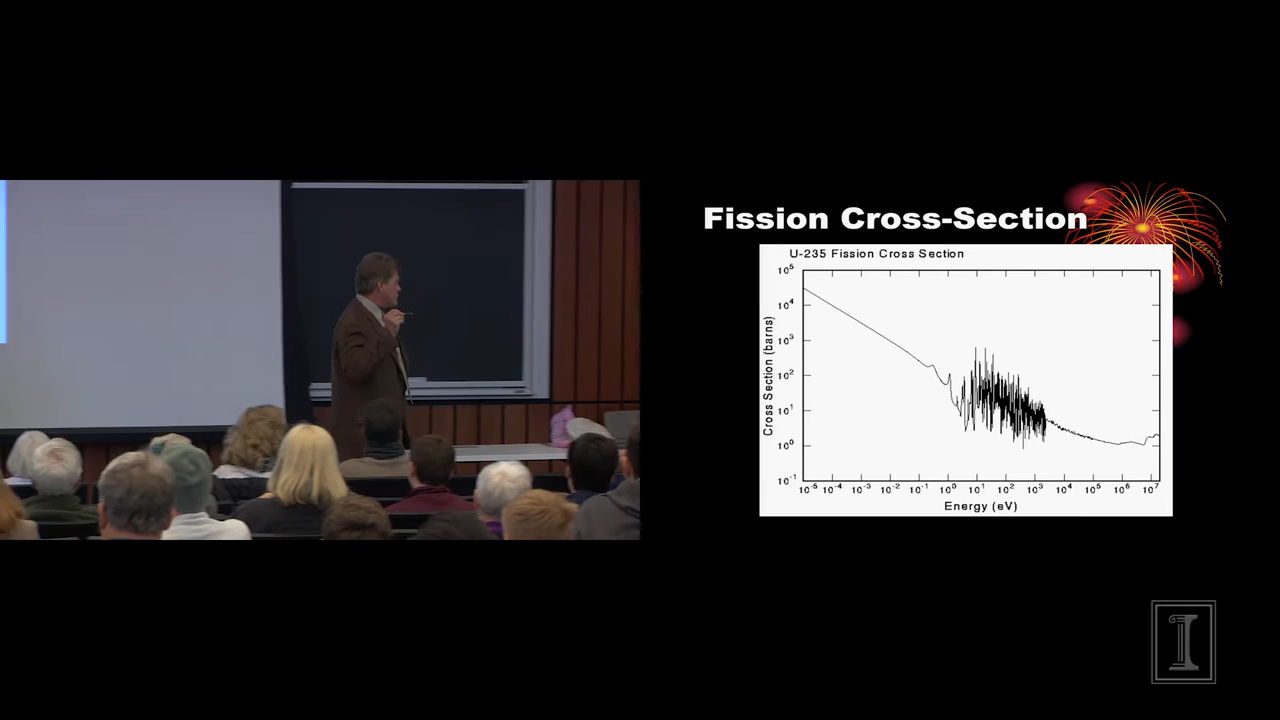 Fission Cross-Section
U-235 Fission Cross Section
10^5
10^4
10^3
10^2
10^1
10^0
10^-1
Cross Section (barns)
10^-5 10^-4 10^-3 10^-2 10^-1 10^0 10^1 10^2 10^3 10^4 10^5 10^6 10^7
Energy (eV)
I